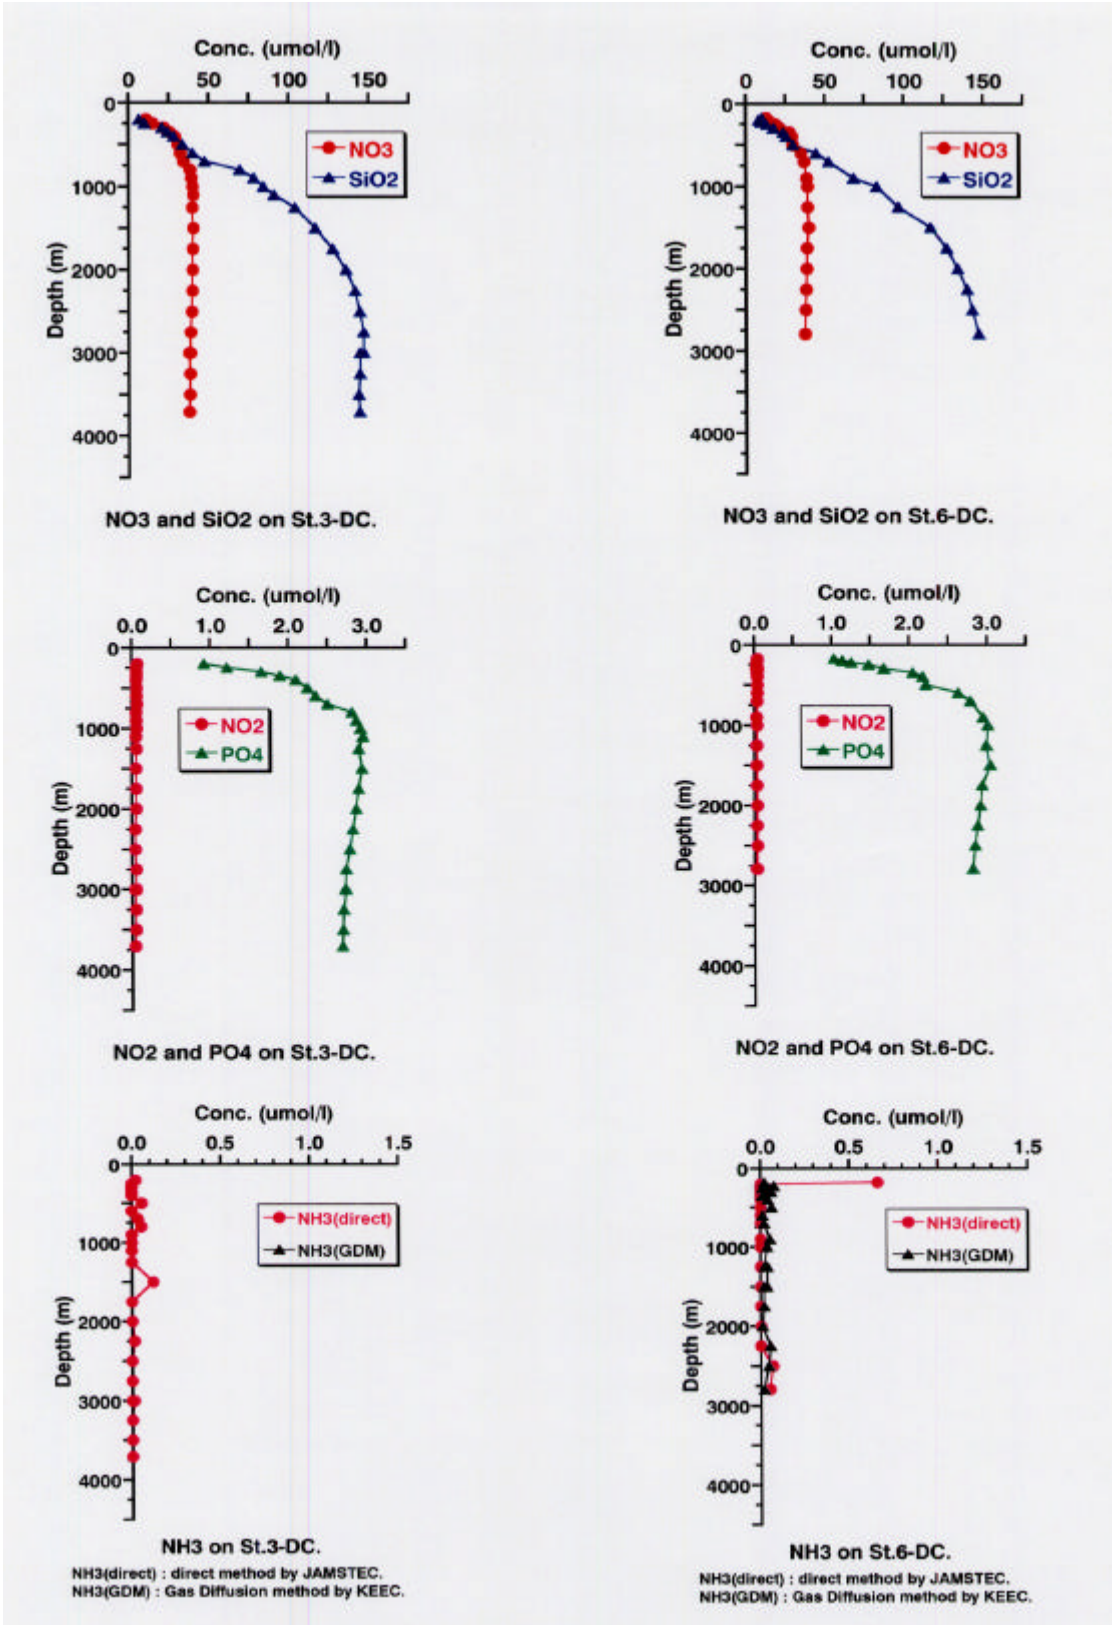 Conc. (umol/l)
0 50 100 150
0
1000
2000
3000
4000
Depth (m)
NO3
SiO2
NO3 and SiO2 on St.3-DC.
Conc. (umol/l)
0 50 100 150
0
1000
2000
3000
4000
Depth (m)
NO3
SiO2
NO3 and SiO2 on St.6-DC.
Conc. (umol/l)
0.0 1.0 2.0 3.0
0
1000
2000
3000
4000
Depth (m)
NO2
PO4
NO2 and PO4 on St.3-DC.
Conc. (umol/l)
0.0 1.0 2.0 3.0
0
1000
2000
3000
4000
Depth (m)
NO2
PO4
NO2 and PO4 on St.6-DC.
Conc. (umol/l)
0.0 0.5 1.0 1.5
0
1000
2000
3000
4000
Depth (m)
NH3(direct)
NH3(GDM)
NH3 on St.3-DC.
NH3(direct) : direct method by JAMSTEC.
NH3(GDM) : Gas Diffusion method by KEEC.
Conc. (umol/l)
0.0 0.5 1.0 1.5
0
1000
2000
3000
4000
Depth (m)
NH3(direct)
NH3(GDM)
NH3 on St.6-DC.
NH3(direct) : direct method by JAMSTEC.
NH3(GDM) : Gas Diffusion method by KEEC.